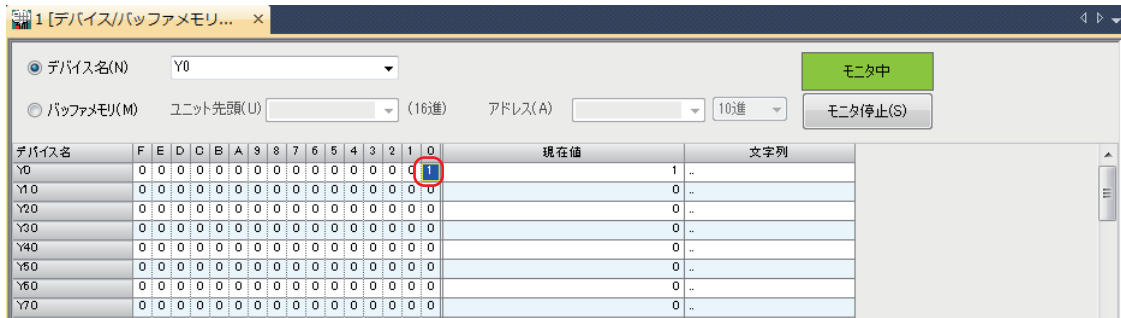 1 [デバイス/バッファメモリ... ×
デバイス名(N) Y0 モニタ中
バッファメモリ(M) ユニット先頭(U) (16進) アドレス(A) 10進 モニタ停止(S)
デバイス名 F E D C B A 9 8 7 6 5 4 3 2 1 0 現在値 文字列
Y0 0 0 0 0 0 0 0 0 0 0 0 0 0 0 0 1 1 ..
Y10 0 0 0 0 0 0 0 0 0 0 0 0 0 0 0 0 0 ..
Y20 0 0 0 0 0 0 0 0 0 0 0 0 0 0 0 0 0 ..
Y30 0 0 0 0 0 0 0 0 0 0 0 0 0 0 0 0 0 ..
Y40 0 0 0 0 0 0 0 0 0 0 0 0 0 0 0 0 0 ..
Y50 0 0 0 0 0 0 0 0 0 0 0 0 0 0 0 0 0 ..
Y60 0 0 0 0 0 0 0 0 0 0 0 0 0 0 0 0 0 ..
Y70 0 0 0 0 0 0 0 0 0 0 0 0 0 0 0 0 0 ..